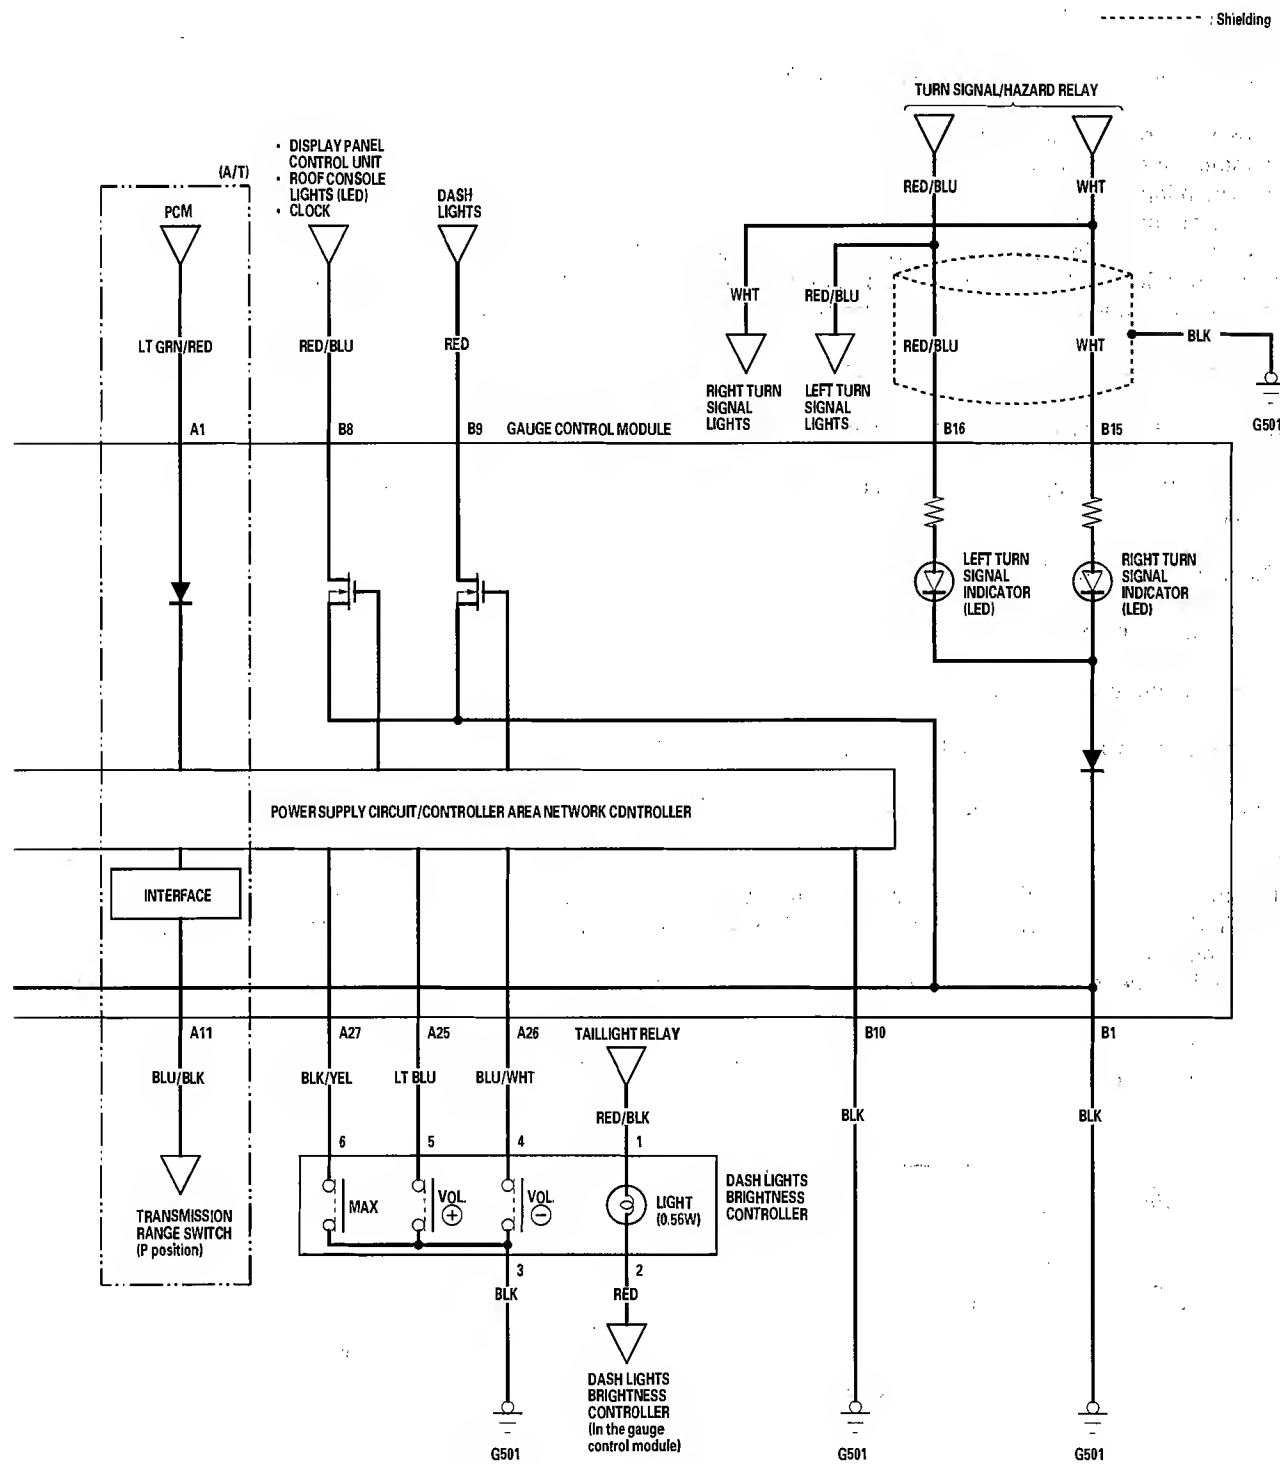 : Shielding
TURN SIGNAL/HAZARD RELAY
• DISPLAY PANEL
CONTROL UNIT
• ROOF CONSOLE
LIGHTS (LED)
• CLOCK
(A/T)
PCM
DASH
LIGHTS
RED/BLU
WHT
WHT
RED/BLU
LT GRN/RED
RED/BLU
RED
RED/BLU
WHT
BLK
RIGHT TURN
SIGNAL
LIGHTS
LEFT TURN
SIGNAL
LIGHTS
G501
A1
B8
B9
GAUGE CONTROL MODULE
B16
B15
LEFT TURN
SIGNAL
INDICATOR
(LED)
RIGHT TURN
SIGNAL
INDICATOR
(LED)
POWER SUPPLY CIRCUIT/CONTROLLER AREA NETWORK CONTROLLER
INTERFACE
A11
A27
A25
A26
TAILLIGHT RELAY
B10
B1
BLU/BLK
BLK/YEL
LT BLU
BLU/WHT
RED/BLK
BLK
BLK
6
5
4
1
MAX
VOL.
+
VOL.
−
LIGHT
(0.56W)
DASH LIGHTS
BRIGHTNESS
CONTROLLER
TRANSMISSION
RANGE SWITCH
(P position)
3
2
BLK
RED
DASH LIGHTS
BRIGHTNESS
CONTROLLER
(In the gauge
control module)
G501
G501
G501